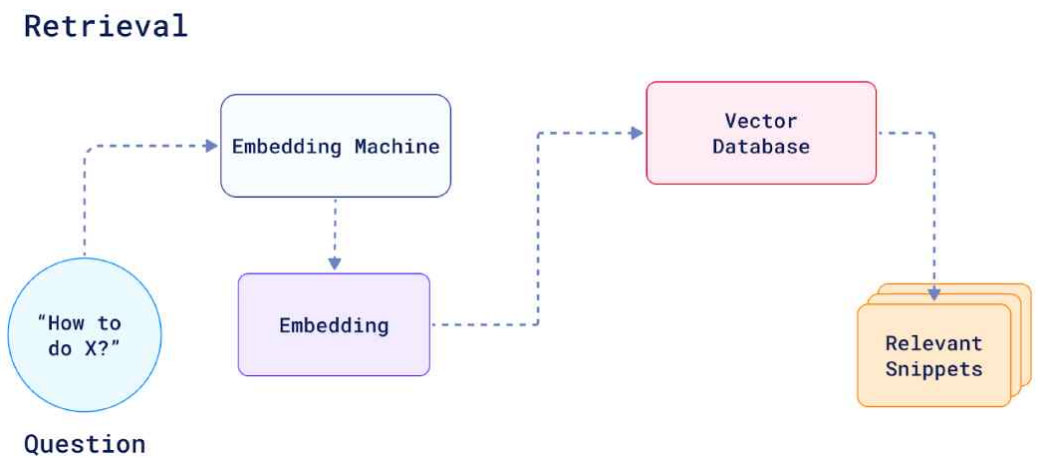 Retrieval
Embedding Machine
Vector
Database
“How to
do X?”
Embedding
Relevant
Snippets
Question